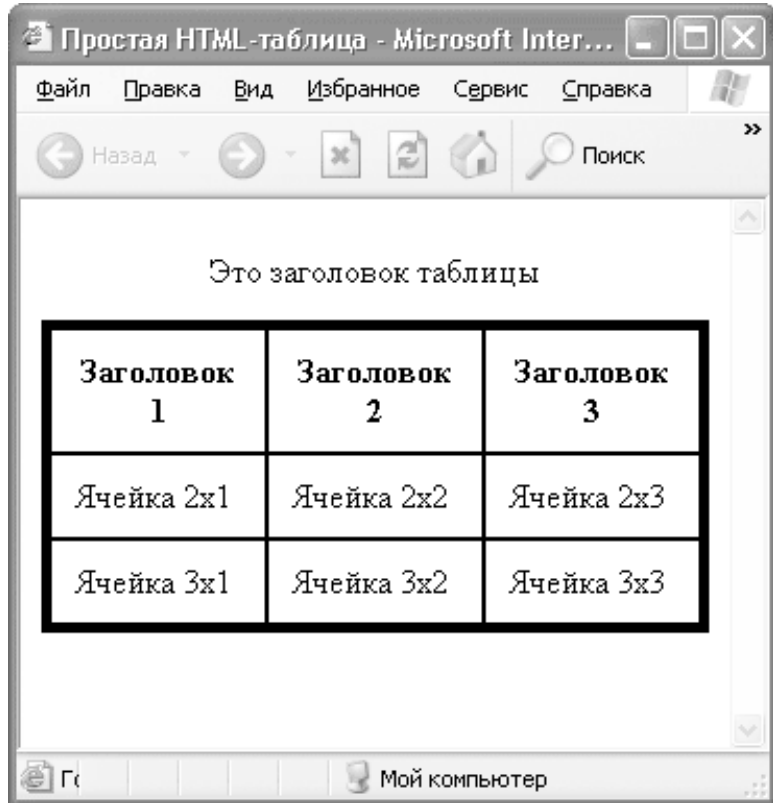 Простая HTML-таблица - Microsoft Inter...
Файл Правка Вид Избранное Сервис Справка
Назад Поиск
Это заголовок таблицы
Заголовок 1 Заголовок 2 Заголовок 3
Ячейка 2x1 Ячейка 2x2 Ячейка 2x3
Ячейка 3x1 Ячейка 3x2 Ячейка 3x3
Мой компьютер